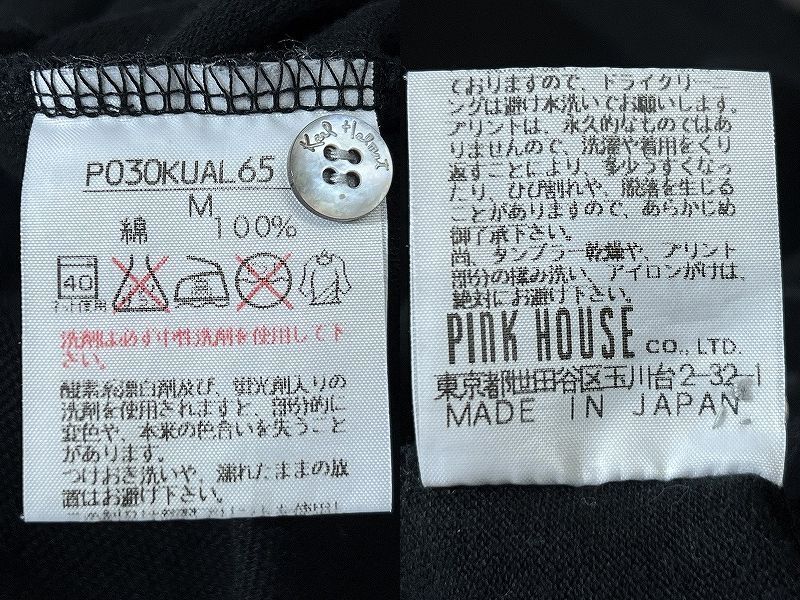 PO30KUAL65
Karl Helmut
M
綿 100%
40
ネット使用
洗剤は必ず中性洗剤を使用して下
さい。
酸素系漂白剤及び、蛍光剤入りの
洗剤を使用されますと、部分的に
変色や、本来の色合いを失うこと
があります。
つけおき洗いや、濡れたままの放
置はお避け下さい。
ておりますので、ドライクリー
ングは避け水洗いでお願いします。
プリントは、永久的なものではあ
りませんので、洗濯や着用をくり
返すことにより、多少うすくなっ
たり、ひび割れや、脱落を生じる
ことがありますので、あらかじめ
御了承下さい。
尚、タンブラー乾燥や、プリント
部分の揉み洗い、アイロンがけは、
絶対にお避け下さい。
PINK HOUSE CO., LTD.
東京都世田谷区玉川台2-32-1
MADE IN JAPAN